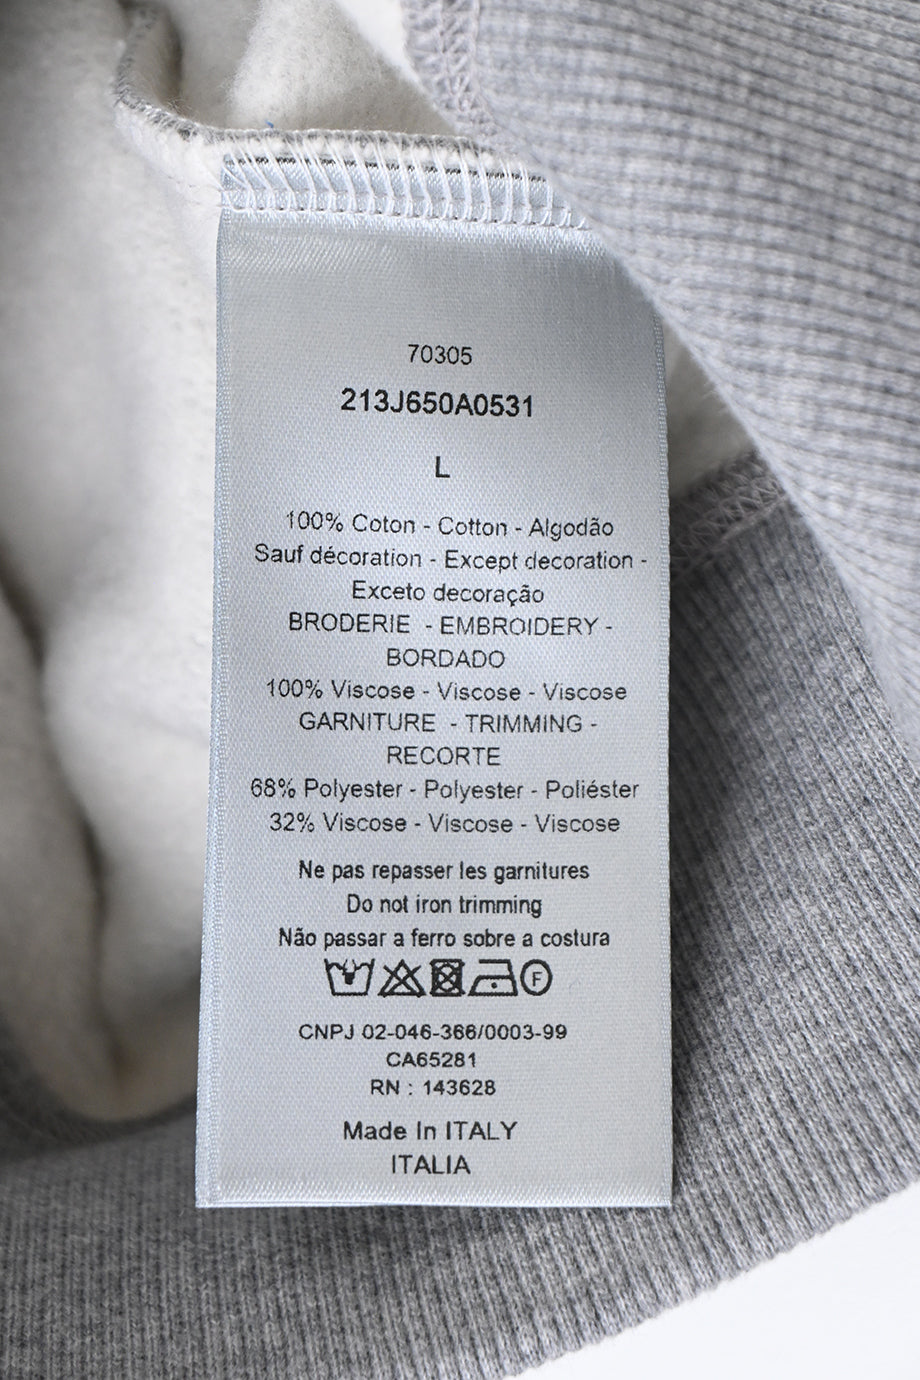 70305
213J650A0531
L
100% Coton - Cotton - Algodão
Sauf décoration - Except decoration -
Exceto decoração
BRODERIE - EMBROIDERY -
BORDADO
100% Viscose - Viscose - Viscose
GARNITURE - TRIMMING -
RECORTE
68% Polyester - Polyester - Poliéster
32% Viscose - Viscose - Viscose
Ne pas repasser les garnitures
Do not iron trimming
Não passar a ferro sobre a costura
F
CNPJ 02-046-366/0003-99
CA65281
RN : 143628
Made In ITALY
ITALIA